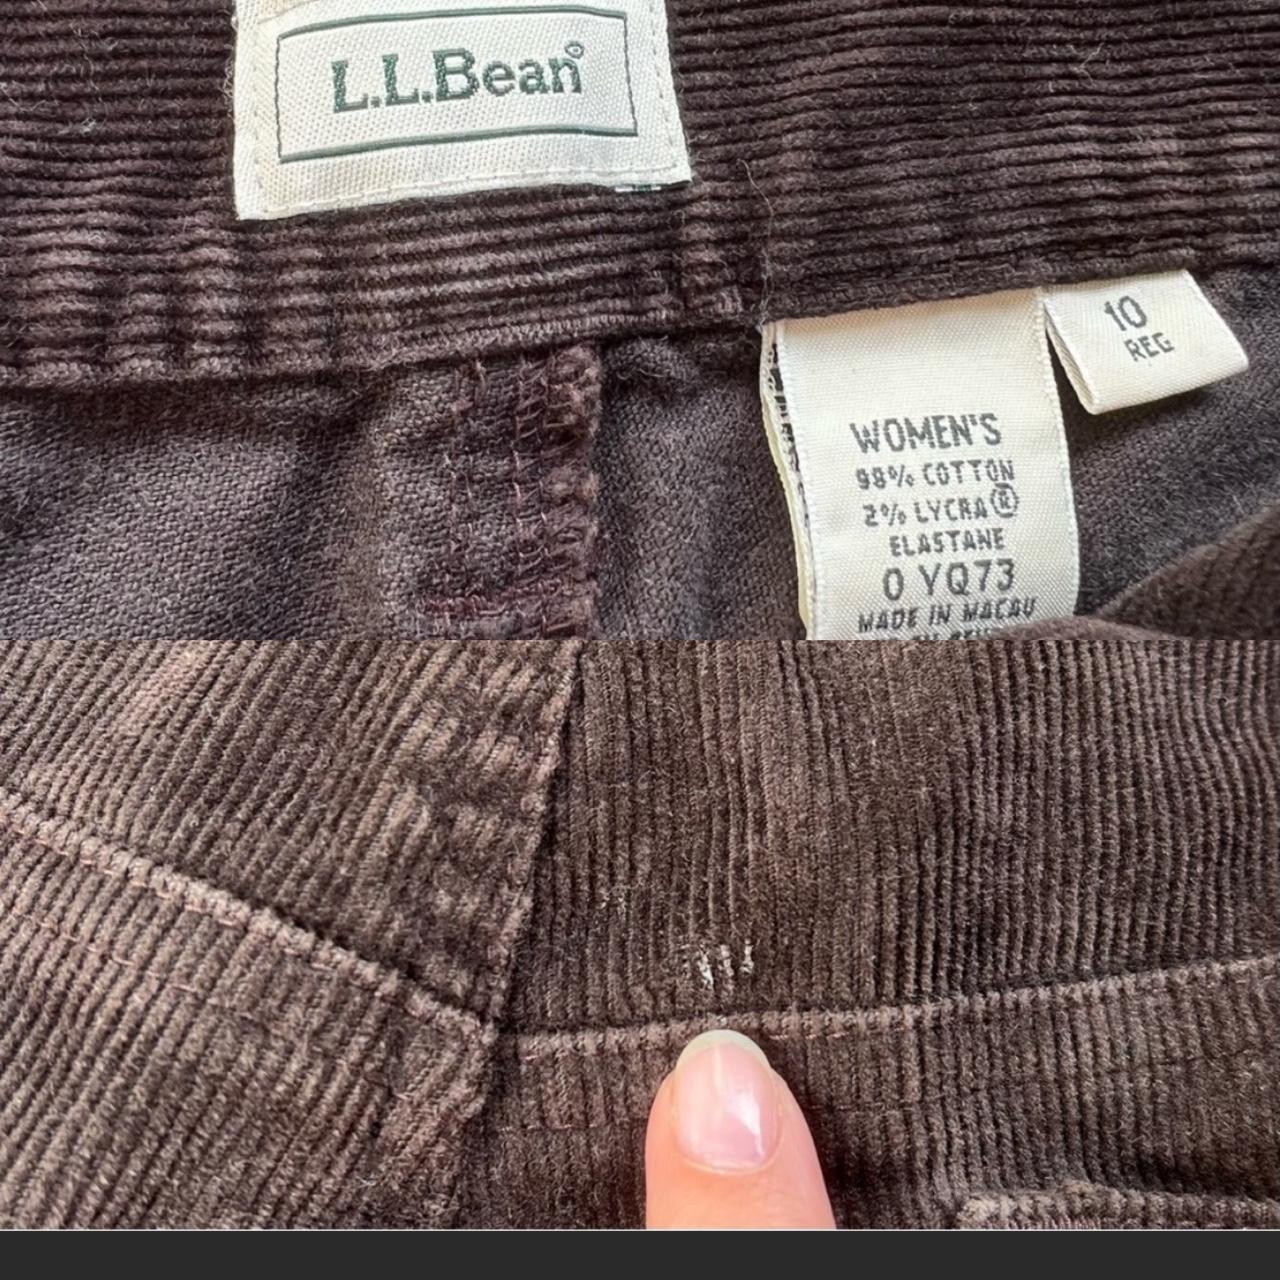 L.L.Bean®
10
REG
WOMEN'S
98% COTTON
2% LYCRA®
ELASTANE
0 YQ73
MADE IN MACAU